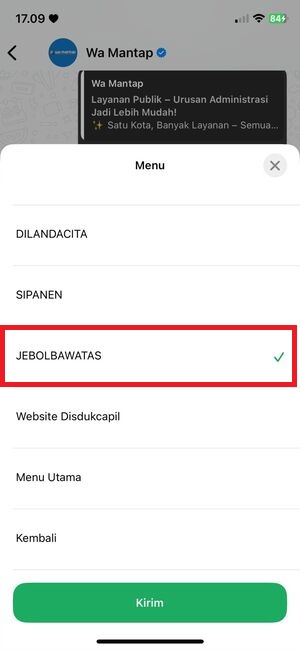 17.09
84
Wa Mantap
Wa Mantap
Layanan Publik – Urusan Administrasi
Jadi Lebih Mudah!
✨ Satu Kota, Banyak Layanan – Semua...
Menu
DILANDACITA
SIPANEN
JEBOLBAWATAS
Website Disdukcapil
Menu Utama
Kembali
Kirim